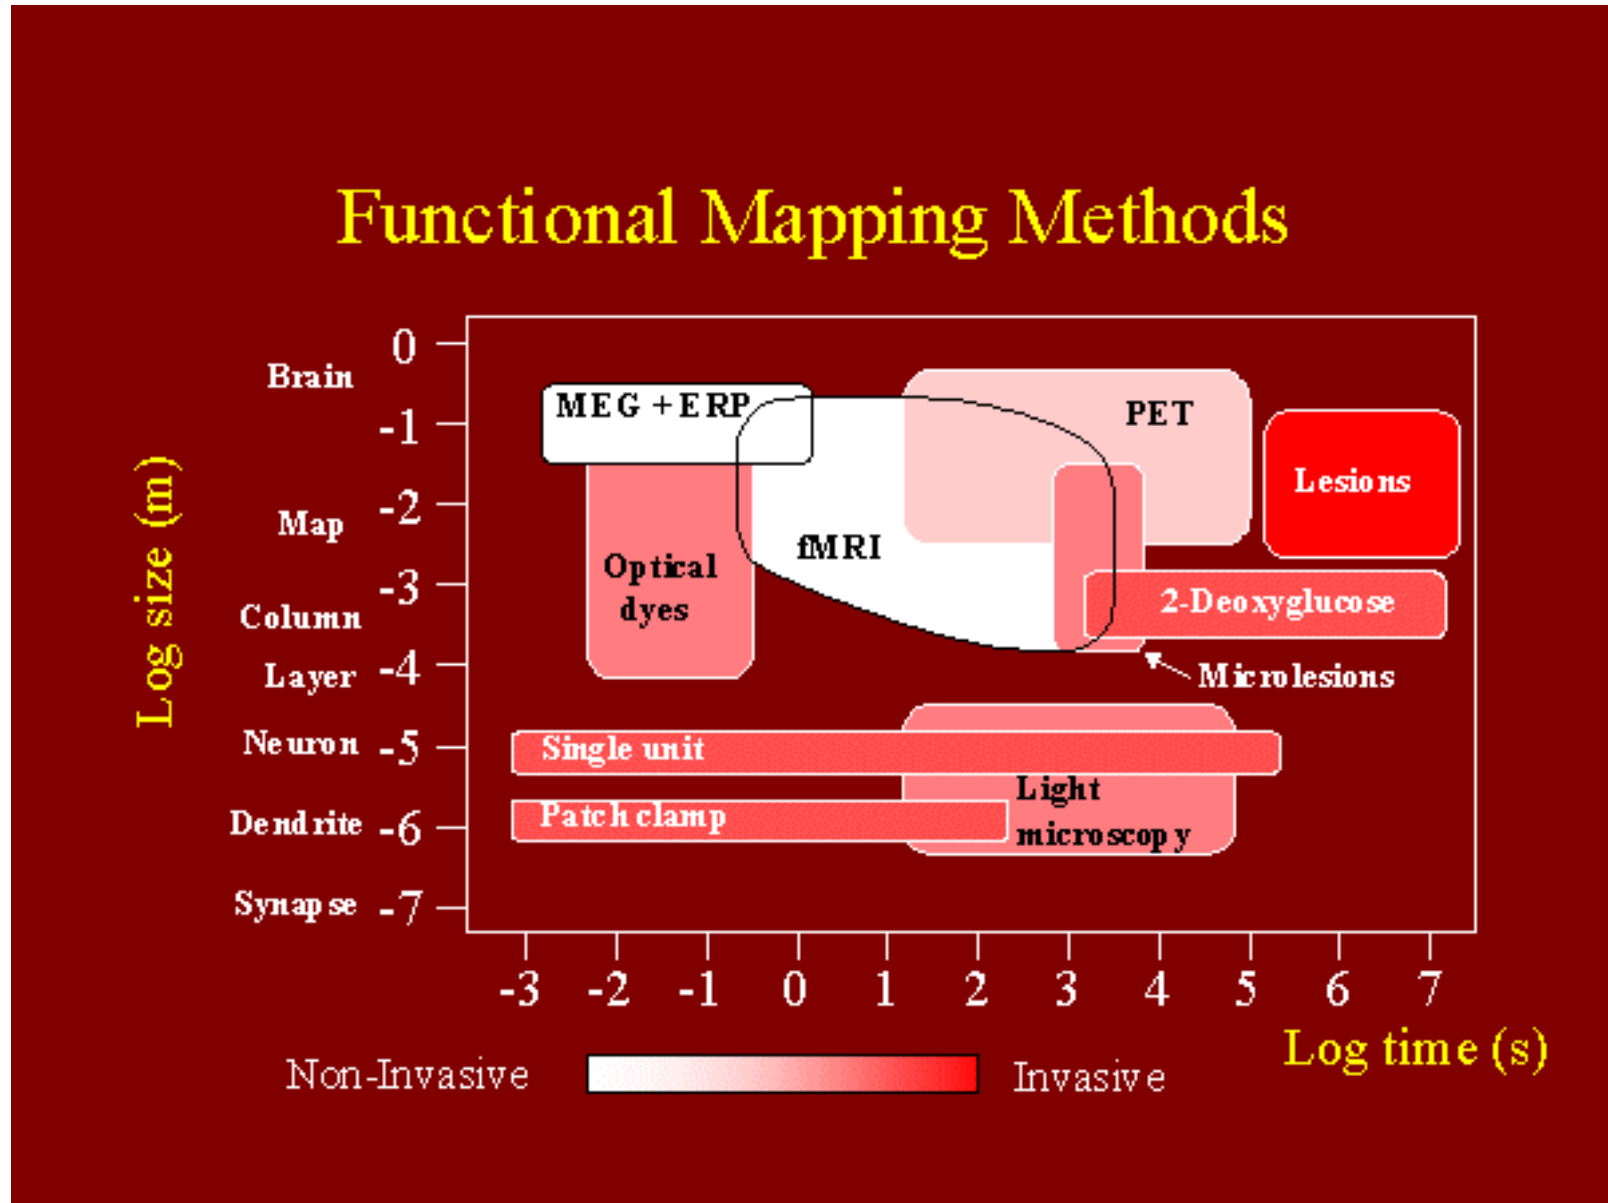 Functional Mapping Methods
Log size (m)
Brain
Map
Column
Layer
Neuron
Dendrite
Synapse
0
-1
-2
-3
-4
-5
-6
-7
MEG + ERP
PET
Lesions
fMRI
Optical
dyes
2-Deoxyglucose
Microlesions
Single unit
Light
microscopy
Patch clamp
-3 -2 -1 0 1 2 3 4 5 6 7
Log time (s)
Non-Invasive
Invasive